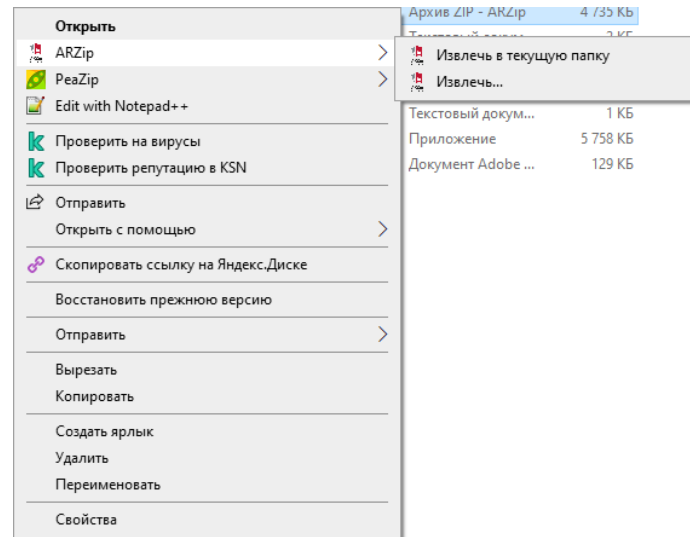 Архив ZIP - ARZip 4 735 КБ
Открыть
ARZip
Извлечь в текущую папку
PeaZip
Извлечь...
Edit with Notepad++
Текстовый докум... 1 КБ
Проверить на вирусы
Приложение 5 758 КБ
Проверить репутацию в KSN
Документ Adobe ... 129 КБ
Отправить
Открыть с помощью
Скопировать ссылку на Яндекс.Диске
Восстановить прежнюю версию
Отправить
Вырезать
Копировать
Создать ярлык
Удалить
Переименовать
Свойства